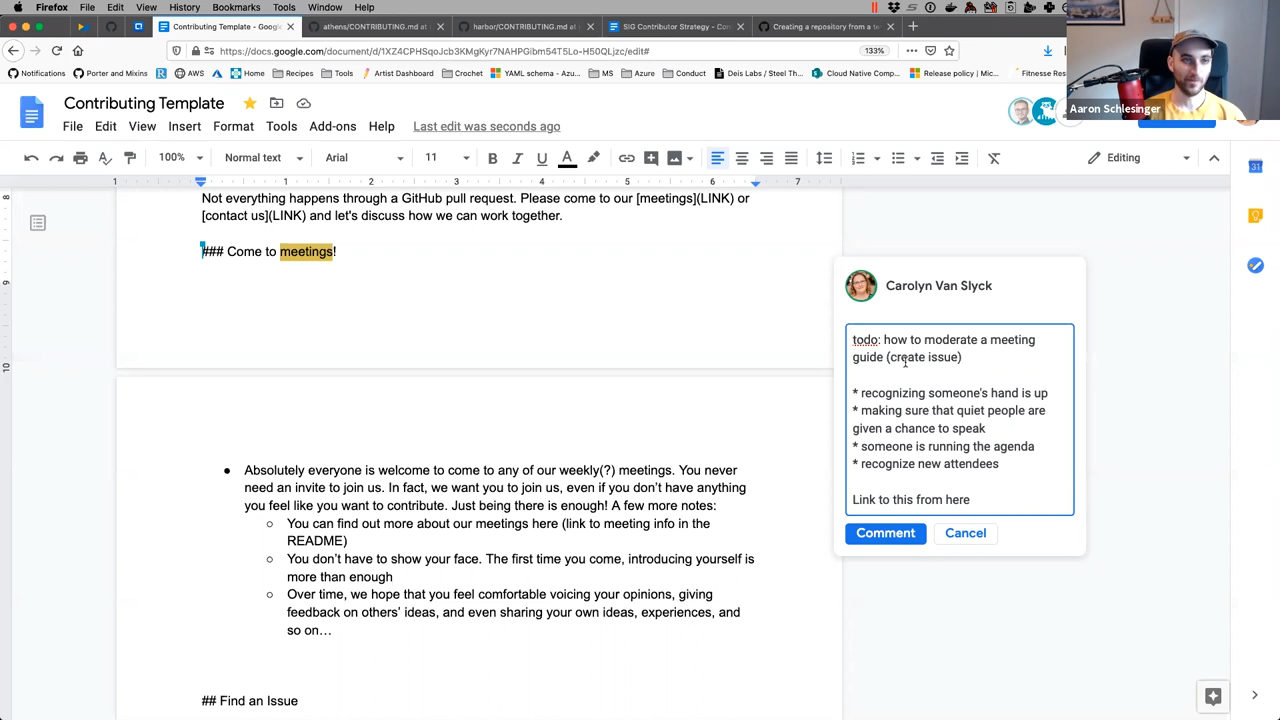 Firefox File Edit View History Bookmarks Tools Window Help
Contributing Template - Google
athens/CONTRIBUTING.md at
harbor/CONTRIBUTING.md at
SIG Contributor Strategy - Con
Creating a repository from a te
https://docs.google.com/document/d/1XZ4CPHSqoJcb3KMgKyr7NAHPGibm54T5Lo-H50QLjzc/edit#
133%
Notifications
Porter and Mixins
AWS
Home
Recipes
Tools
Artist Dashboard
Crochet
YAML schema - Azu...
MS
Azure
Conduct
Deis Labs / Steel Th...
Cloud Native Comp...
Release policy | Mic...
Fitnesse Res
Aaron Schlesinger
Contributing Template
File Edit View Insert Format Tools Add-ons Help Last edit was seconds ago
100% Normal text Arial 11 B I U A Editing
1 1 2 3 4 5 6 7
8
9
10
Not everything happens through a GitHub pull request. Please come to our [meetings](LINK) or
[contact us](LINK) and let's discuss how we can work together.
### Come to meetings!
Carolyn Van Slyck
todo: how to moderate a meeting
guide (create issue)
* recognizing someone's hand is up
* making sure that quiet people are
given a chance to speak
* someone is running the agenda
* recognize new attendees
Link to this from here
Comment Cancel
● Absolutely everyone is welcome to come to any of our weekly(?) meetings. You never
need an invite to join us. In fact, we want you to join us, even if you don’t have anything
you feel like you want to contribute. Just being there is enough! A few more notes:
○ You can find out more about our meetings here (link to meeting info in the
README)
○ You don’t have to show your face. The first time you come, introducing yourself is
more than enough
○ Over time, we hope that you feel comfortable voicing your opinions, giving
feedback on others’ ideas, and even sharing your own ideas, experiences, and
so on…
## Find an Issue
31